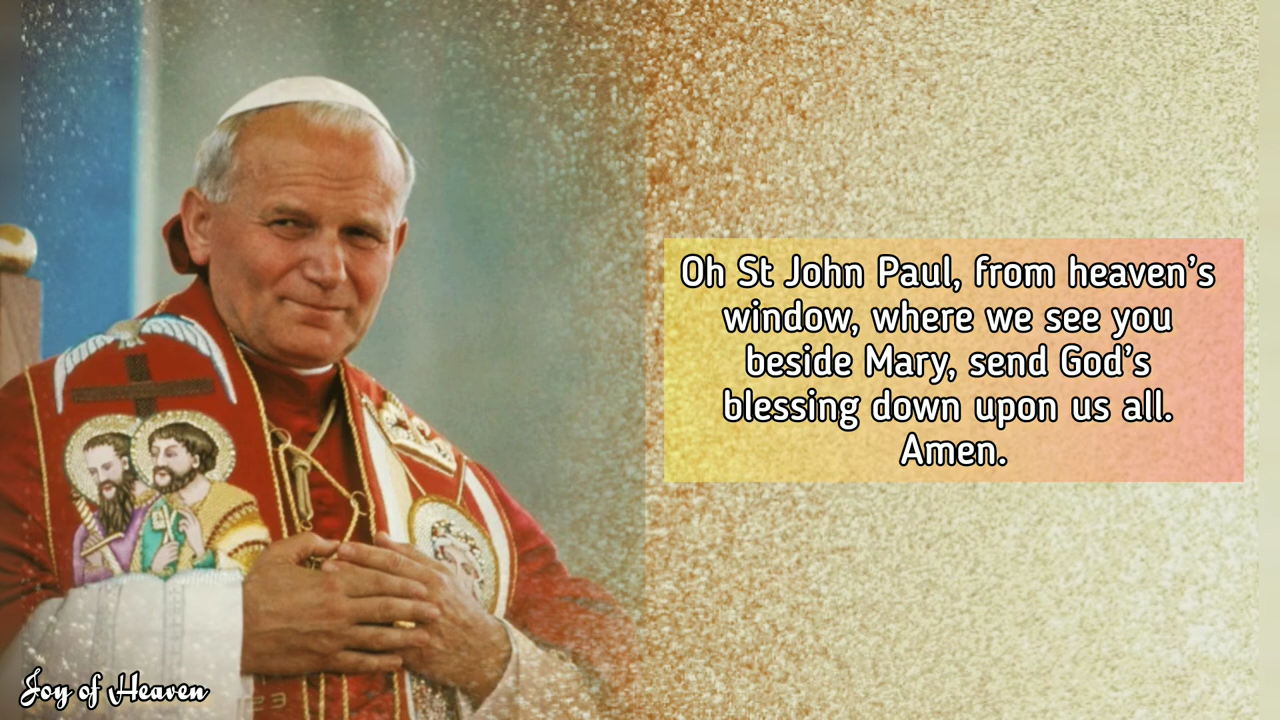 Oh St John Paul, from heaven’s
window, where we see you
beside Mary, send God’s
blessing down upon us all.
Amen.
Joy of Heaven